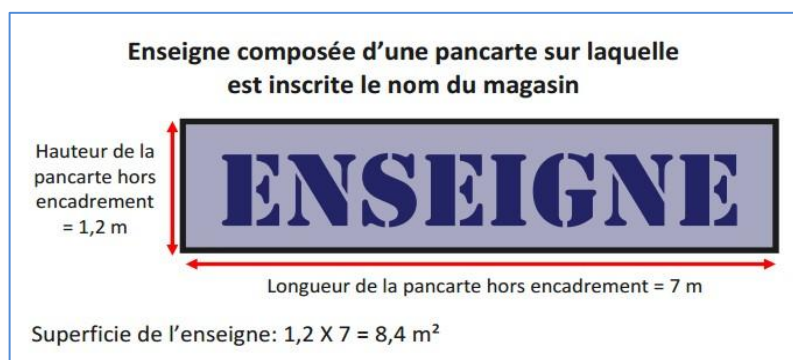 Enseigne composée d'une pancarte sur laquelle
est inscrite le nom du magasin
Hauteur de la
pancarte hors
encadrement
= 1,2 m
ENSEIGNE
Longueur de la pancarte hors encadrement = 7 m
Superficie de l'enseigne: 1,2 X 7 = 8,4 m²